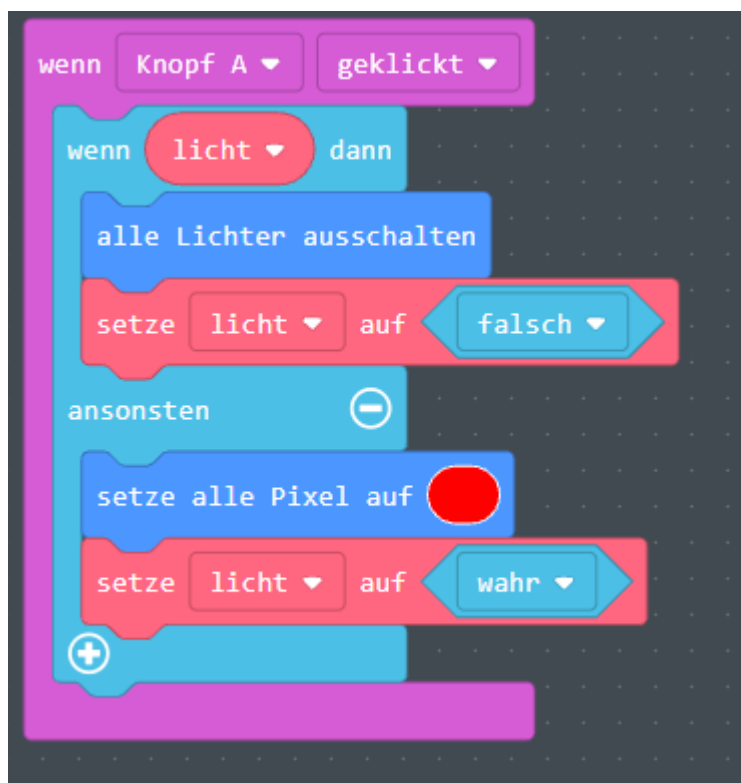 wenn Knopf A geklickt
wenn licht dann
alle Lichter ausschalten
setze licht auf falsch
ansonsten
setze alle Pixel auf
setze licht auf wahr